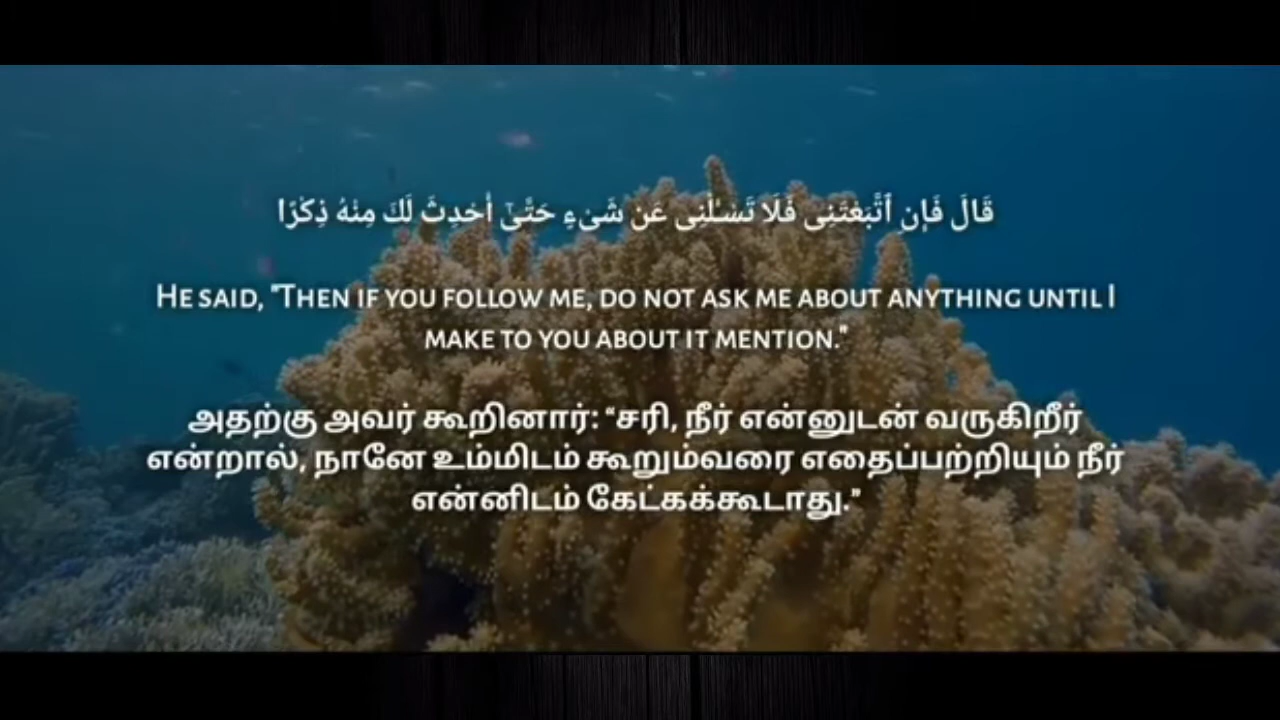 قَالَ فَإِنِ ٱتَّبَعْتَنِى فَلَا تَسْـَٔلْنِى عَن شَىْءٍ حَتَّىٰٓ أُحْدِثَ لَكَ مِنْهُ ذِكْرًا
HE SAID, "THEN IF YOU FOLLOW ME, DO NOT ASK ME ABOUT ANYTHING UNTIL I
MAKE TO YOU ABOUT IT MENTION."
அதற்கு அவர் கூறினார்: “சரி, நீர் என்னுடன் வருகிறீர்
என்றால், நானே உம்மிடம் கூறும்வரை எதைப்பற்றியும் நீர்
என்னிடம் கேட்கக்கூடாது.”